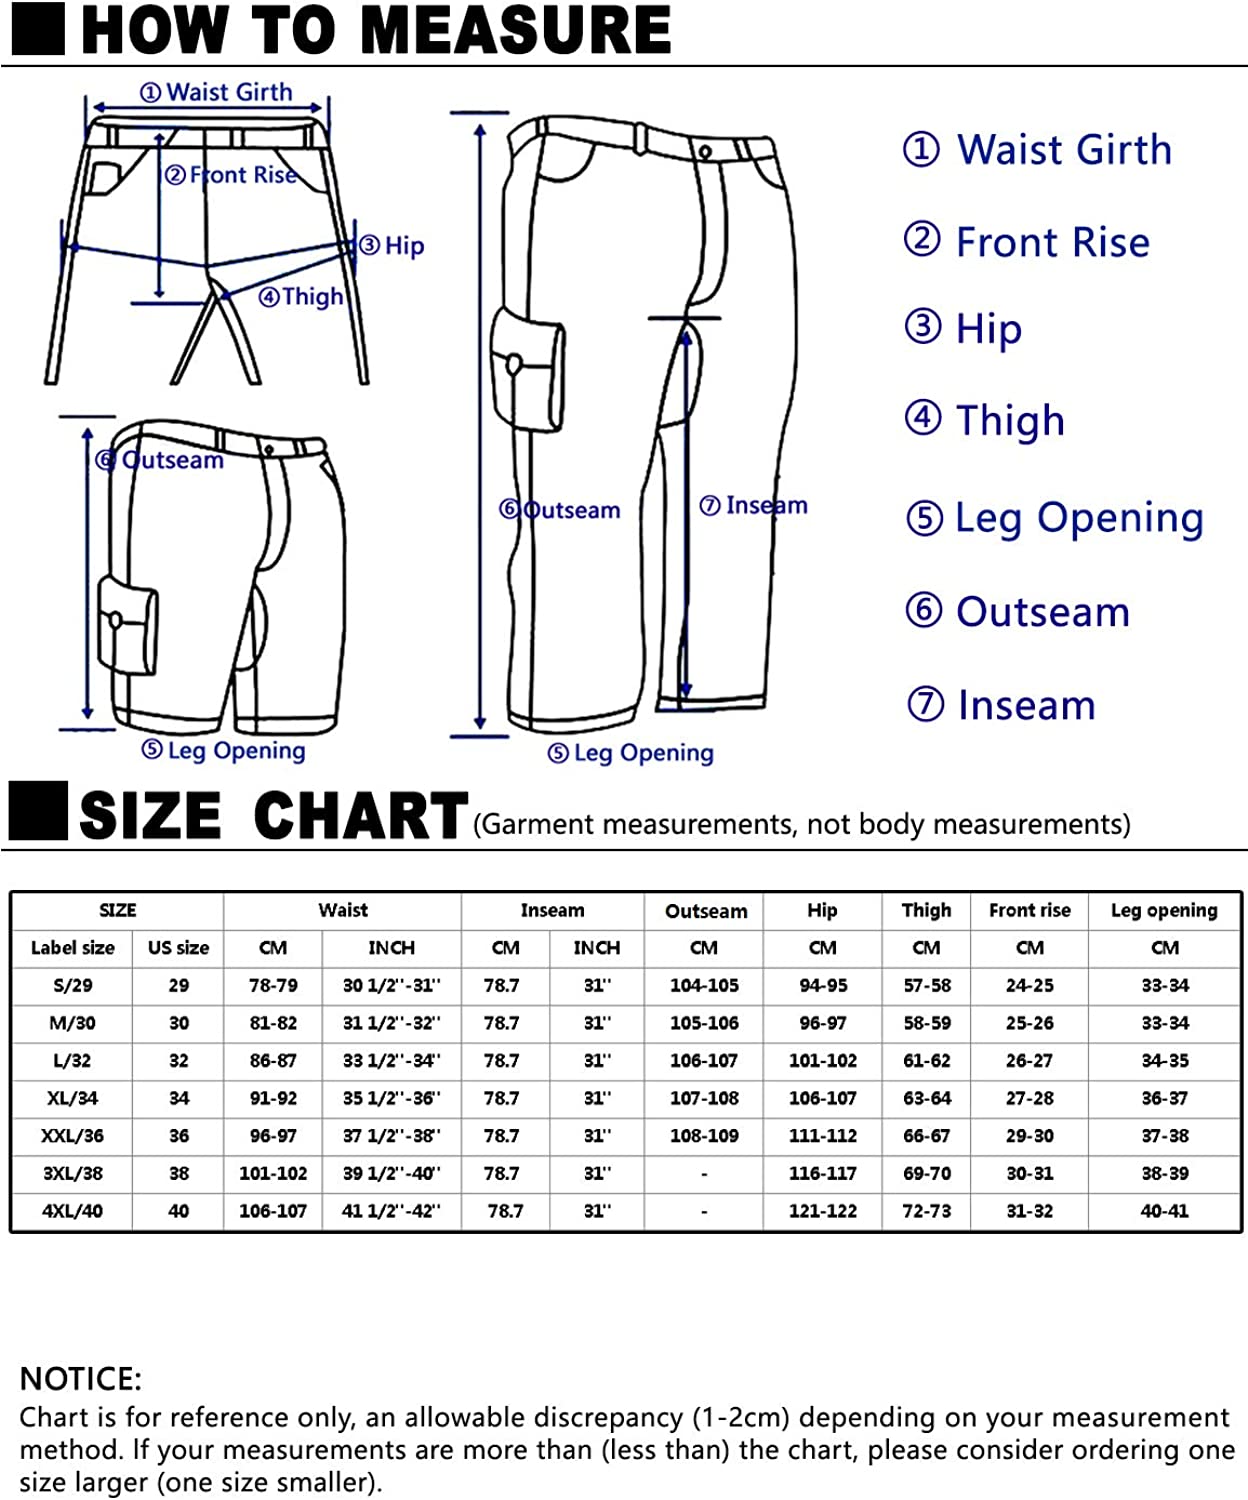 HOW TO MEASURE
① Waist Girth
② Front Rise
③ Hip
④ Thigh
⑥ Outseam
⑤ Leg Opening
⑥ Outseam
⑦ Inseam
⑤ Leg Opening
① Waist Girth
② Front Rise
③ Hip
④ Thigh
⑤ Leg Opening
⑥ Outseam
⑦ Inseam
SIZE CHART (Garment measurements, not body measurements)
SIZE Waist Inseam Outseam Hip Thigh Front rise Leg opening
Label size US size CM INCH CM INCH CM CM CM CM CM
S/29 29 78-79 30 1/2''-31'' 78.7 31'' 104-105 94-95 57-58 24-25 33-34
M/30 30 81-82 31 1/2''-32'' 78.7 31'' 105-106 96-97 58-59 25-26 33-34
L/32 32 86-87 33 1/2''-34'' 78.7 31'' 106-107 101-102 61-62 26-27 34-35
XL/34 34 91-92 35 1/2''-36'' 78.7 31'' 107-108 106-107 63-64 27-28 36-37
XXL/36 36 96-97 37 1/2''-38'' 78.7 31'' 108-109 111-112 66-67 29-30 37-38
3XL/38 38 101-102 39 1/2''-40'' 78.7 31'' - 116-117 69-70 30-31 38-39
4XL/40 40 106-107 41 1/2''-42'' 78.7 31'' - 121-122 72-73 31-32 40-41
NOTICE:
Chart is for reference only, an allowable discrepancy (1-2cm) depending on your measurement
method. If your measurements are more than (less than) the chart, please consider ordering one
size larger (one size smaller).